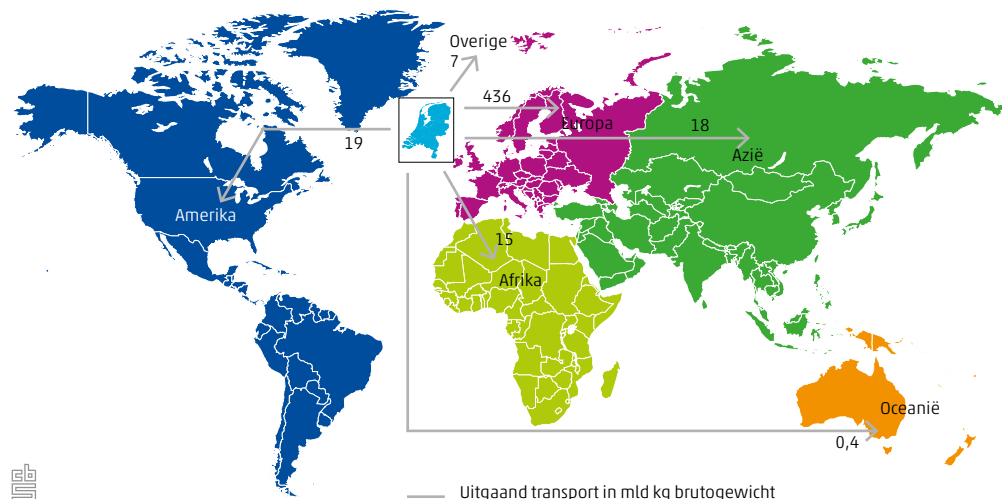 Overige
7
436
Europa
18
Azië
19
Amerika
15
Afrika
Oceanië
0,4
Uitgaand transport in mld kg brutogewicht
cbs